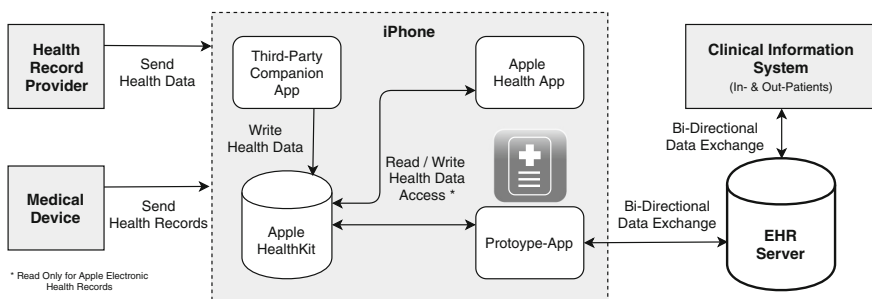 Health
Record
Provider
Send
Health Data
Medical
Device
Send
Health Records
* Read Only for Apple Electronic
Health Records
iPhone
Third-Party
Companion
App
Write
Health Data
Apple
HealthKit
Apple
Health App
Read / Write
Health Data
Access *
Protoype-App
Bi-Directional
Data Exchange
Clinical Information
System
(In- & Out-Patients)
Bi-Directional
Data Exchange
EHR
Server